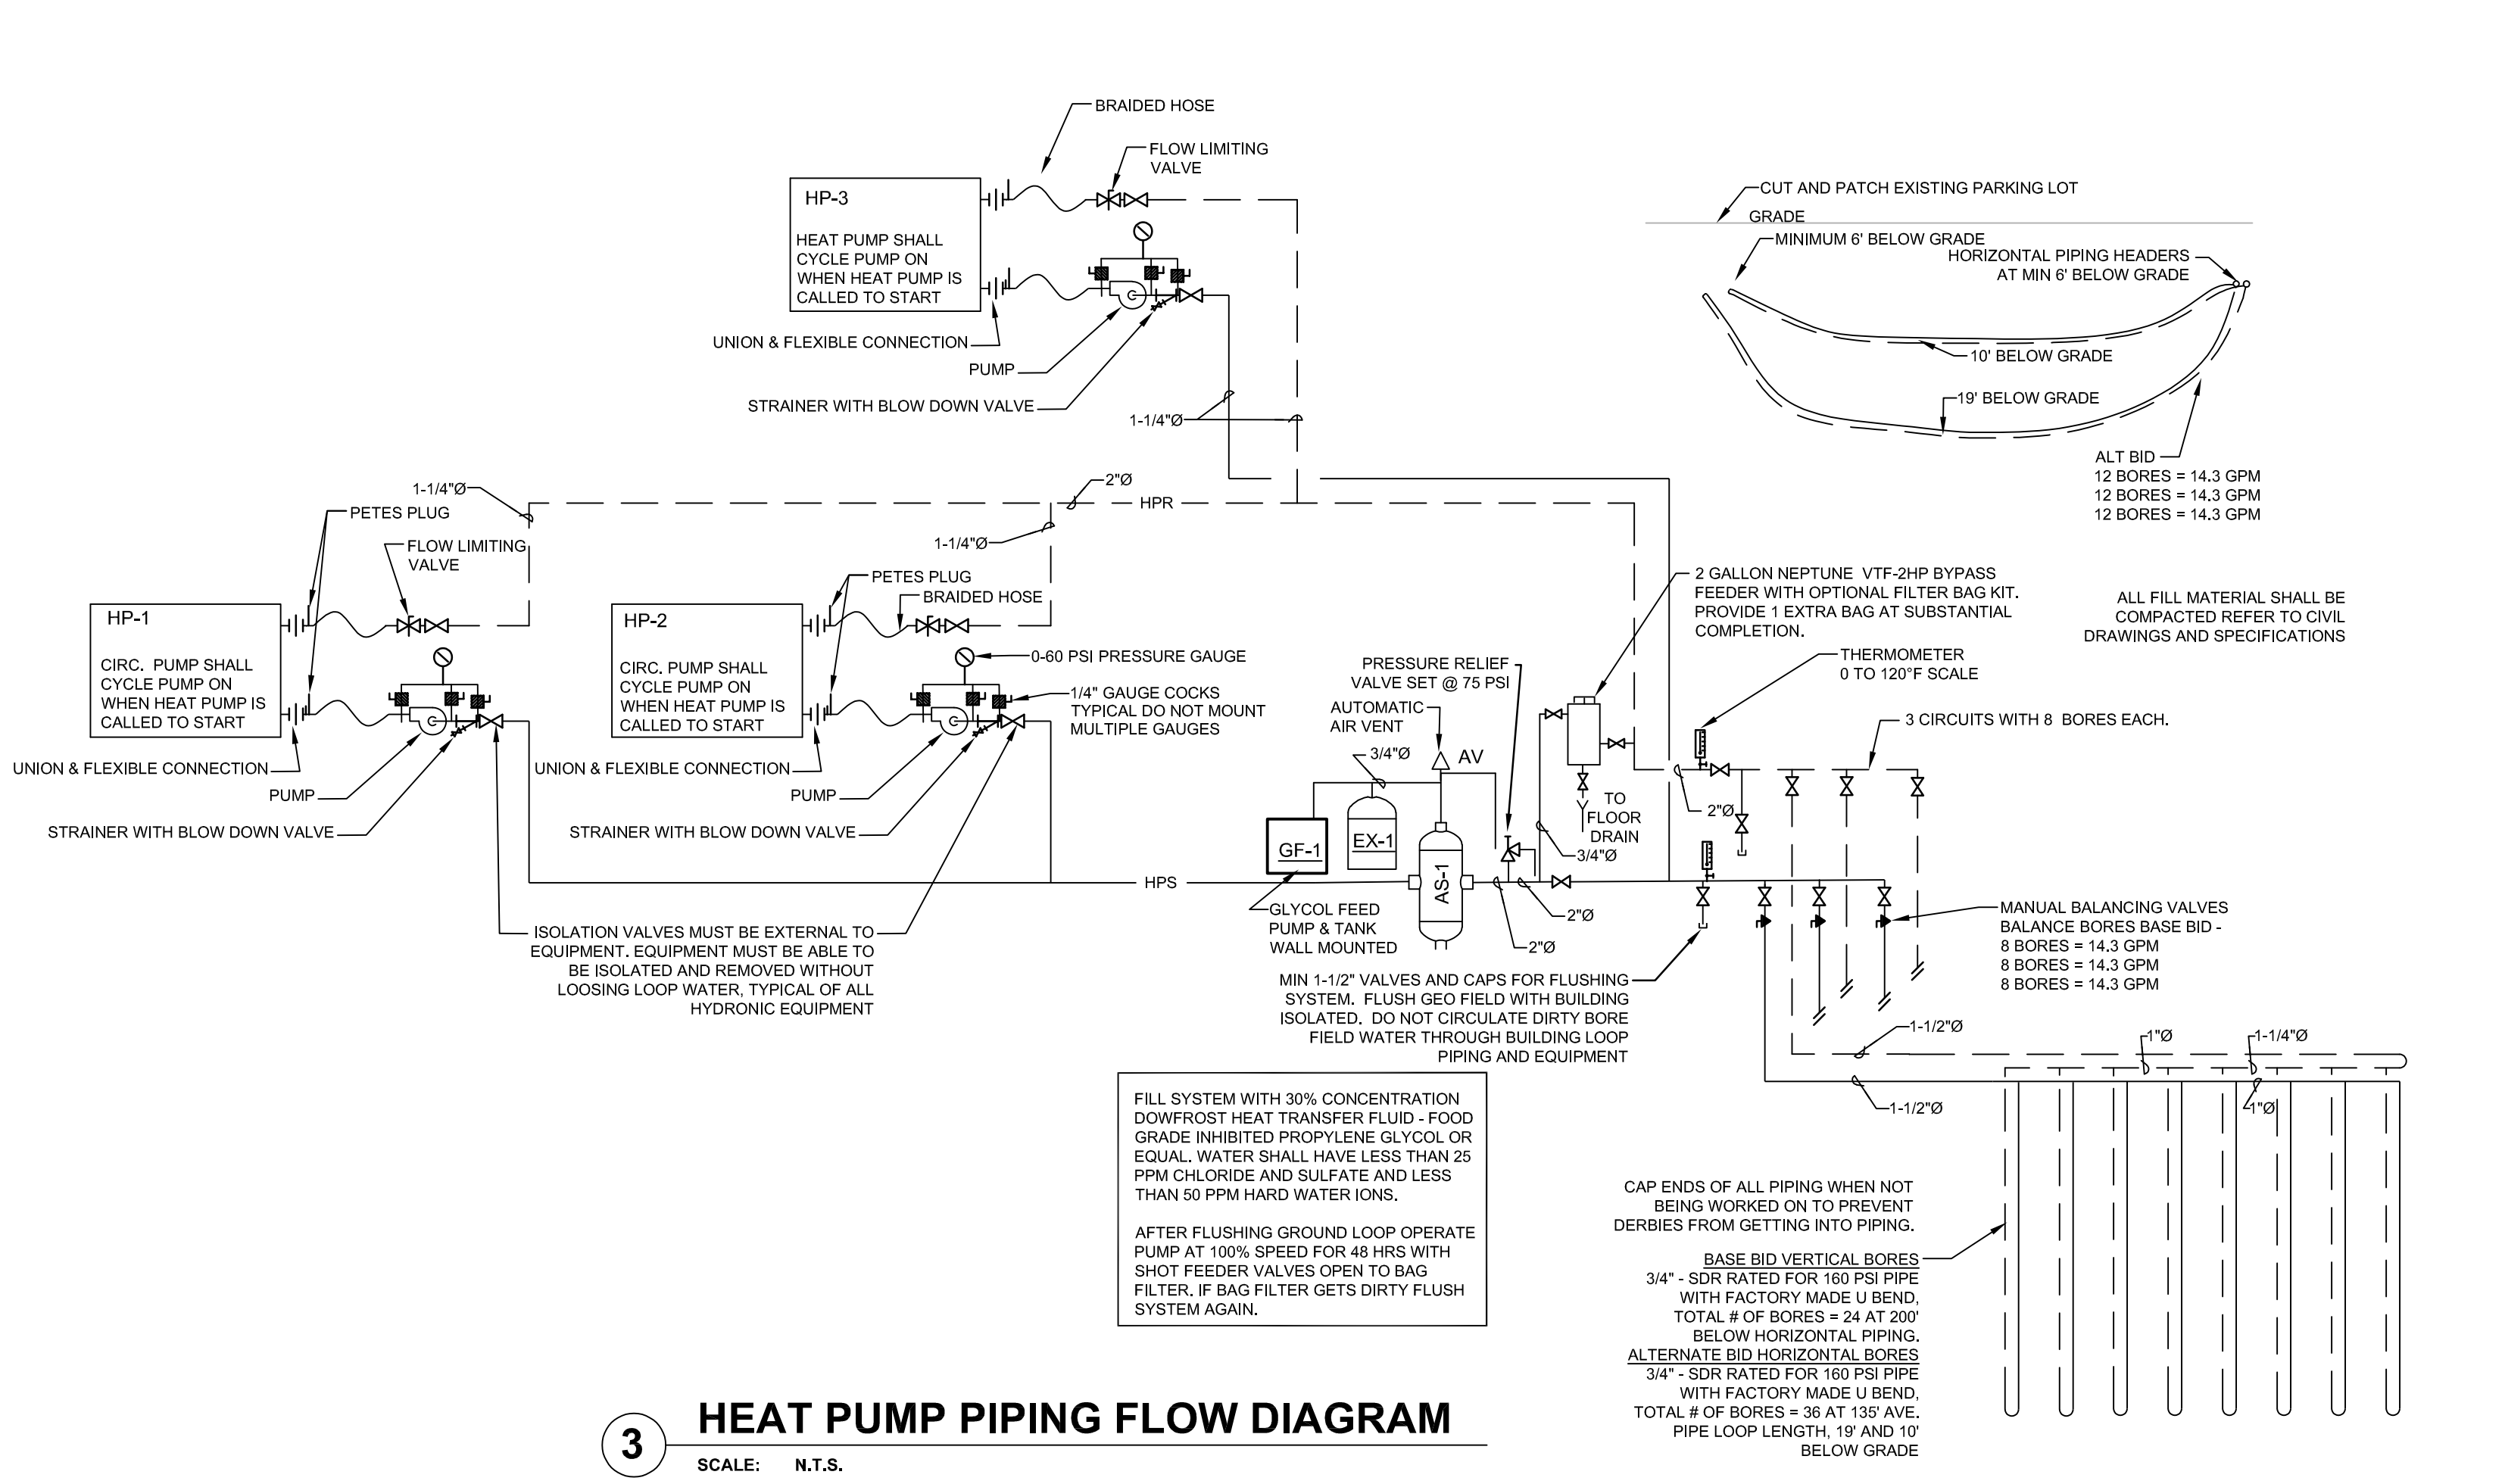 BRAIDED HOSE
FLOW LIMITING
VALVE
HP-3
HEAT PUMP SHALL
CYCLE PUMP ON
WHEN HEAT PUMP IS
CALLED TO START
UNION & FLEXIBLE CONNECTION
PUMP
STRAINER WITH BLOW DOWN VALVE
1-1/4"Ø
CUT AND PATCH EXISTING PARKING LOT
GRADE
MINIMUM 6' BELOW GRADE
HORIZONTAL PIPING HEADERS
AT MIN 6' BELOW GRADE
10' BELOW GRADE
19' BELOW GRADE
ALT BID
12 BORES = 14.3 GPM
12 BORES = 14.3 GPM
12 BORES = 14.3 GPM
1-1/4"Ø
PETES PLUG
FLOW LIMITING
VALVE
2"Ø
HPR
1-1/4"Ø
PETES PLUG
BRAIDED HOSE
HP-1
CIRC. PUMP SHALL
CYCLE PUMP ON
WHEN HEAT PUMP IS
CALLED TO START
UNION & FLEXIBLE CONNECTION
PUMP
STRAINER WITH BLOW DOWN VALVE
HP-2
CIRC. PUMP SHALL
CYCLE PUMP ON
WHEN HEAT PUMP IS
CALLED TO START
0-60 PSI PRESSURE GAUGE
1/4" GAUGE COCKS
TYPICAL DO NOT MOUNT
MULTIPLE GAUGES
UNION & FLEXIBLE CONNECTION
PUMP
STRAINER WITH BLOW DOWN VALVE
2 GALLON NEPTUNE VTF-2HP BYPASS
FEEDER WITH OPTIONAL FILTER BAG KIT.
PROVIDE 1 EXTRA BAG AT SUBSTANTIAL
COMPLETION.
ALL FILL MATERIAL SHALL BE
COMPACTED REFER TO CIVIL
DRAWINGS AND SPECIFICATIONS
THERMOMETER
0 TO 120°F SCALE
3 CIRCUITS WITH 8 BORES EACH.
PRESSURE RELIEF
VALVE SET @ 75 PSI
AUTOMATIC
AIR VENT
AV
3/4"Ø
TO
FLOOR
DRAIN
2"Ø
3/4"Ø
GF-1
EX-1
AS-1
HPS
GLYCOL FEED
PUMP & TANK
WALL MOUNTED
2"Ø
2"Ø
ISOLATION VALVES MUST BE EXTERNAL TO
EQUIPMENT. EQUIPMENT MUST BE ABLE TO
BE ISOLATED AND REMOVED WITHOUT
LOOSING LOOP WATER, TYPICAL OF ALL
HYDRONIC EQUIPMENT
MIN 1-1/2" VALVES AND CAPS FOR FLUSHING
SYSTEM. FLUSH GEO FIELD WITH BUILDING
ISOLATED. DO NOT CIRCULATE DIRTY BORE
FIELD WATER THROUGH BUILDING LOOP
PIPING AND EQUIPMENT
MANUAL BALANCING VALVES
BALANCE BORES BASE BID -
8 BORES = 14.3 GPM
8 BORES = 14.3 GPM
8 BORES = 14.3 GPM
1-1/2"Ø
1"Ø
1-1/4"Ø
1-1/2"Ø
1"Ø
FILL SYSTEM WITH 30% CONCENTRATION
DOWFROST HEAT TRANSFER FLUID - FOOD
GRADE INHIBITED PROPYLENE GLYCOL OR
EQUAL. WATER SHALL HAVE LESS THAN 25
PPM CHLORIDE AND SULFATE AND LESS
THAN 50 PPM HARD WATER IONS.
AFTER FLUSHING GROUND LOOP OPERATE
PUMP AT 100% SPEED FOR 48 HRS WITH
SHOT FEEDER VALVES OPEN TO BAG
FILTER. IF BAG FILTER GETS DIRTY FLUSH
SYSTEM AGAIN.
CAP ENDS OF ALL PIPING WHEN NOT
BEING WORKED ON TO PREVENT
DERBIES FROM GETTING INTO PIPING.
BASE BID VERTICAL BORES
3/4" - SDR RATED FOR 160 PSI PIPE
WITH FACTORY MADE U BEND,
TOTAL # OF BORES = 24 AT 200'
BELOW HORIZONTAL PIPING.
ALTERNATE BID HORIZONTAL BORES
3/4" - SDR RATED FOR 160 PSI PIPE
WITH FACTORY MADE U BEND,
TOTAL # OF BORES = 36 AT 135' AVE.
PIPE LOOP LENGTH, 19' AND 10'
BELOW GRADE
3
HEAT PUMP PIPING FLOW DIAGRAM
SCALE: N.T.S.